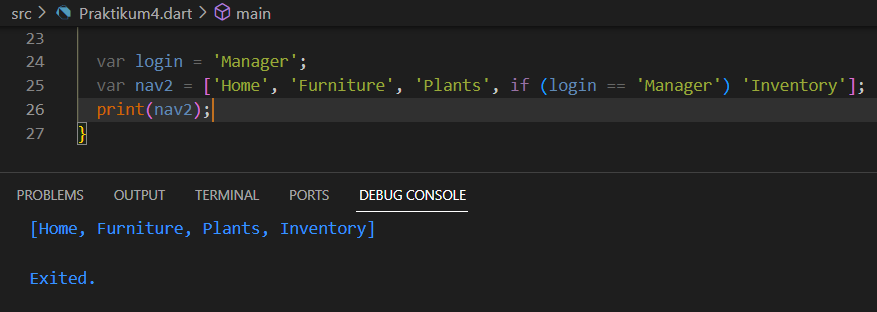 src > Praktikum4.dart > main
23
24 var login = 'Manager';
25 var nav2 = ['Home', 'Furniture', 'Plants', if (login == 'Manager') 'Inventory'];
26 print(nav2);
27 }
PROBLEMS OUTPUT TERMINAL PORTS DEBUG CONSOLE
[Home, Furniture, Plants, Inventory]
Exited.